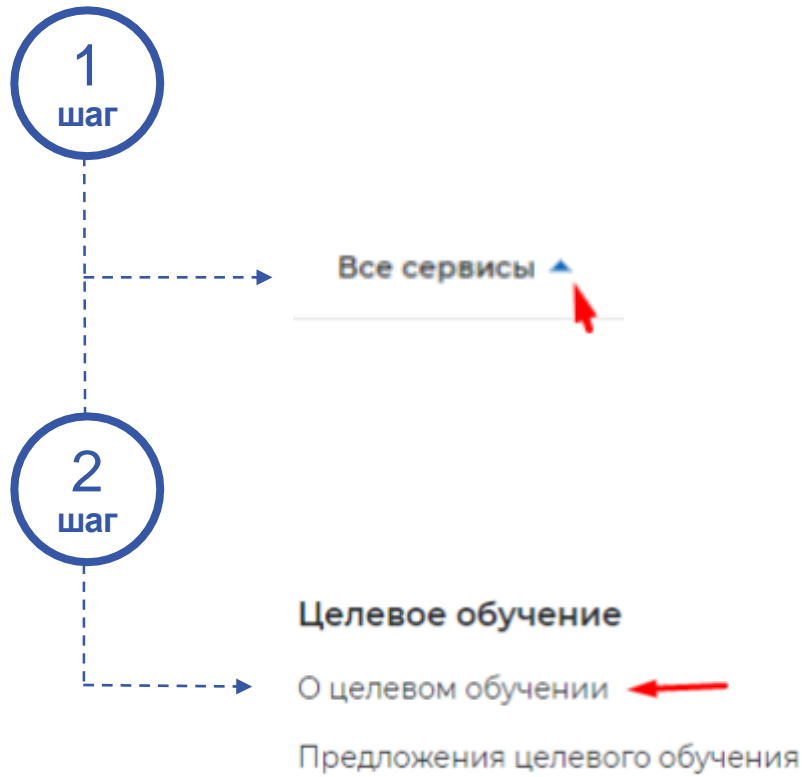 1
шаг
Все сервисы
2
шаг
Целевое обучение
О целевом обучении
Предложения целевого обучения